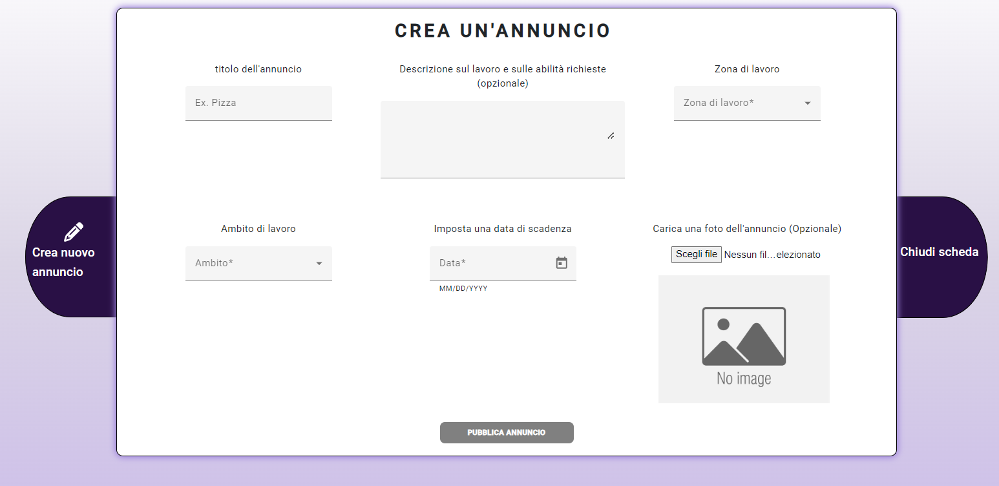 CREA UN'ANNUNCIO
titolo dell'annuncio
Ex. Pizza
Descrizione sul lavoro e sulle abilità richieste
(opzionale)
Zona di lavoro
Zona di lavoro*
Crea nuovo
annuncio
Chiudi scheda
Ambito di lavoro
Ambito*
Imposta una data di scadenza
Data*
MM/DD/YYYY
Carica una foto dell'annuncio (Opzionale)
Scegli file Nessun fil…elezionato
No image
PUBBLICA ANNUNCIO